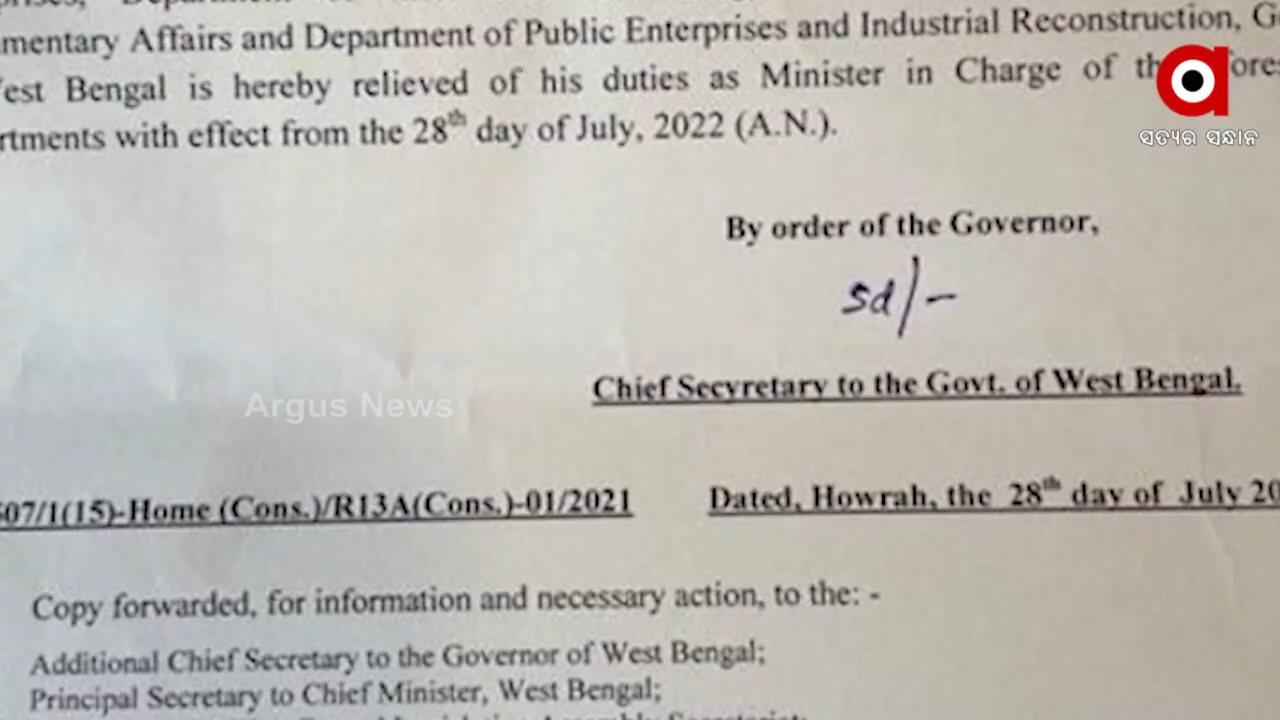 mentary Affairs and Department of Public Enterprises and Industrial Reconstruction, G
est Bengal is hereby relieved of his duties as Minister in Charge of th ores
rtments with effect from the 28th day of July, 2022 (A.N.).
ସତ୍ୟର ସନ୍ଧାନ
By order of the Governor,
sd/-
Chief Secyretary to the Govt. of West Bengal.
Argus News
607/1(15)-Home (Cons.)/R13A(Cons.)-01/2021 Dated, Howrah, the 28th day of July 20
Copy forwarded, for information and necessary action, to the: -
Additional Chief Secretary to the Governor of West Bengal;
Principal Secretary to Chief Minister, West Bengal;